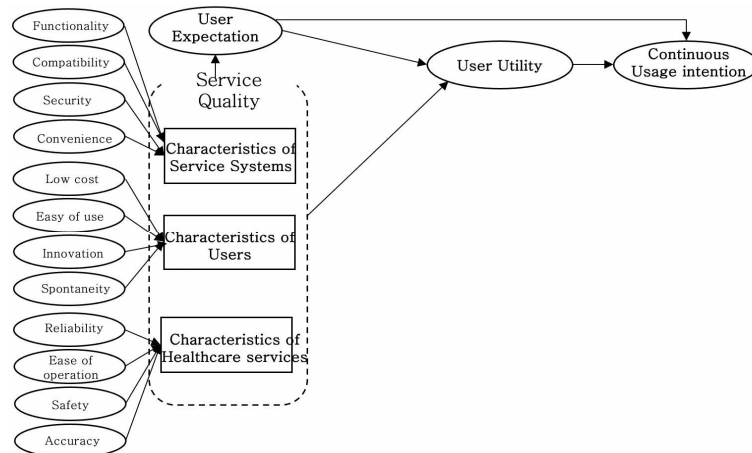 Functionality
Compatibility
Security
Convenience
Low cost
Easy of use
Innovation
Spontaneity
Reliability
Ease of
operation
Safety
Accuracy
User
Expectation
Service
Quality
Characteristics of
Service Systems
Characteristics of
Users
Characteristics of
Healthcare services
User Utility
Continuous
Usage intention